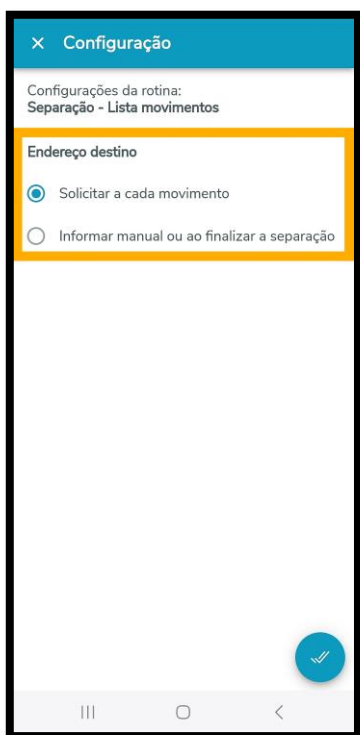 Configuração
Configurações da rotina:
Separação - Lista movimentos
Endereço destino
Solicitar a cada movimento
Informar manual ou ao finalizar a separação